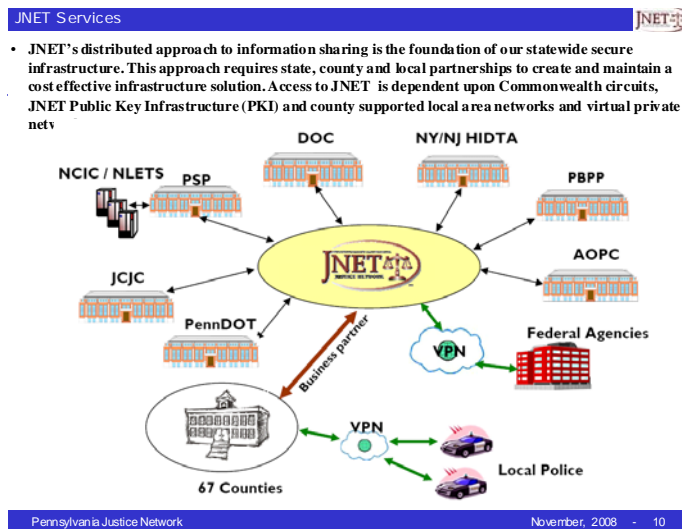 JNET Services
JNET
• JNET's distributed approach to information sharing is the foundation of our statewide secure
infrastructure. This approach requires state, county and local partnerships to create and maintain a
cost effective infrastructure solution. Access to JNET is dependent upon Commonwealth circuits,
JNET Public Key Infrastructure (PKI) and county supported local area networks and virtual private
DOC
NY/NJ HIDTA
NCIC / NLETS
PSP
PBPP
JNET
JCJC
AOPC
PennDOT
Business partner
VPN
Federal Agencies
67 Counties
VPN
Local Police
Pennsylvania Justice Network
November, 2008 - 10